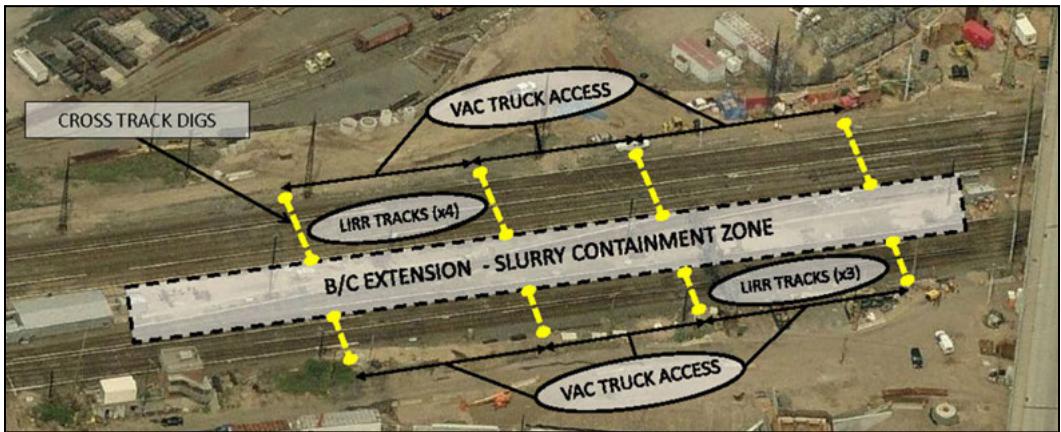 VAC TRUCK ACCESS
CROSS TRACK DIGS
LIRR TRACKS (x4)
B/C EXTENSION - SLURRY CONTAINMENT ZONE
LIRR TRACKS (x3)
VAC TRUCK ACCESS